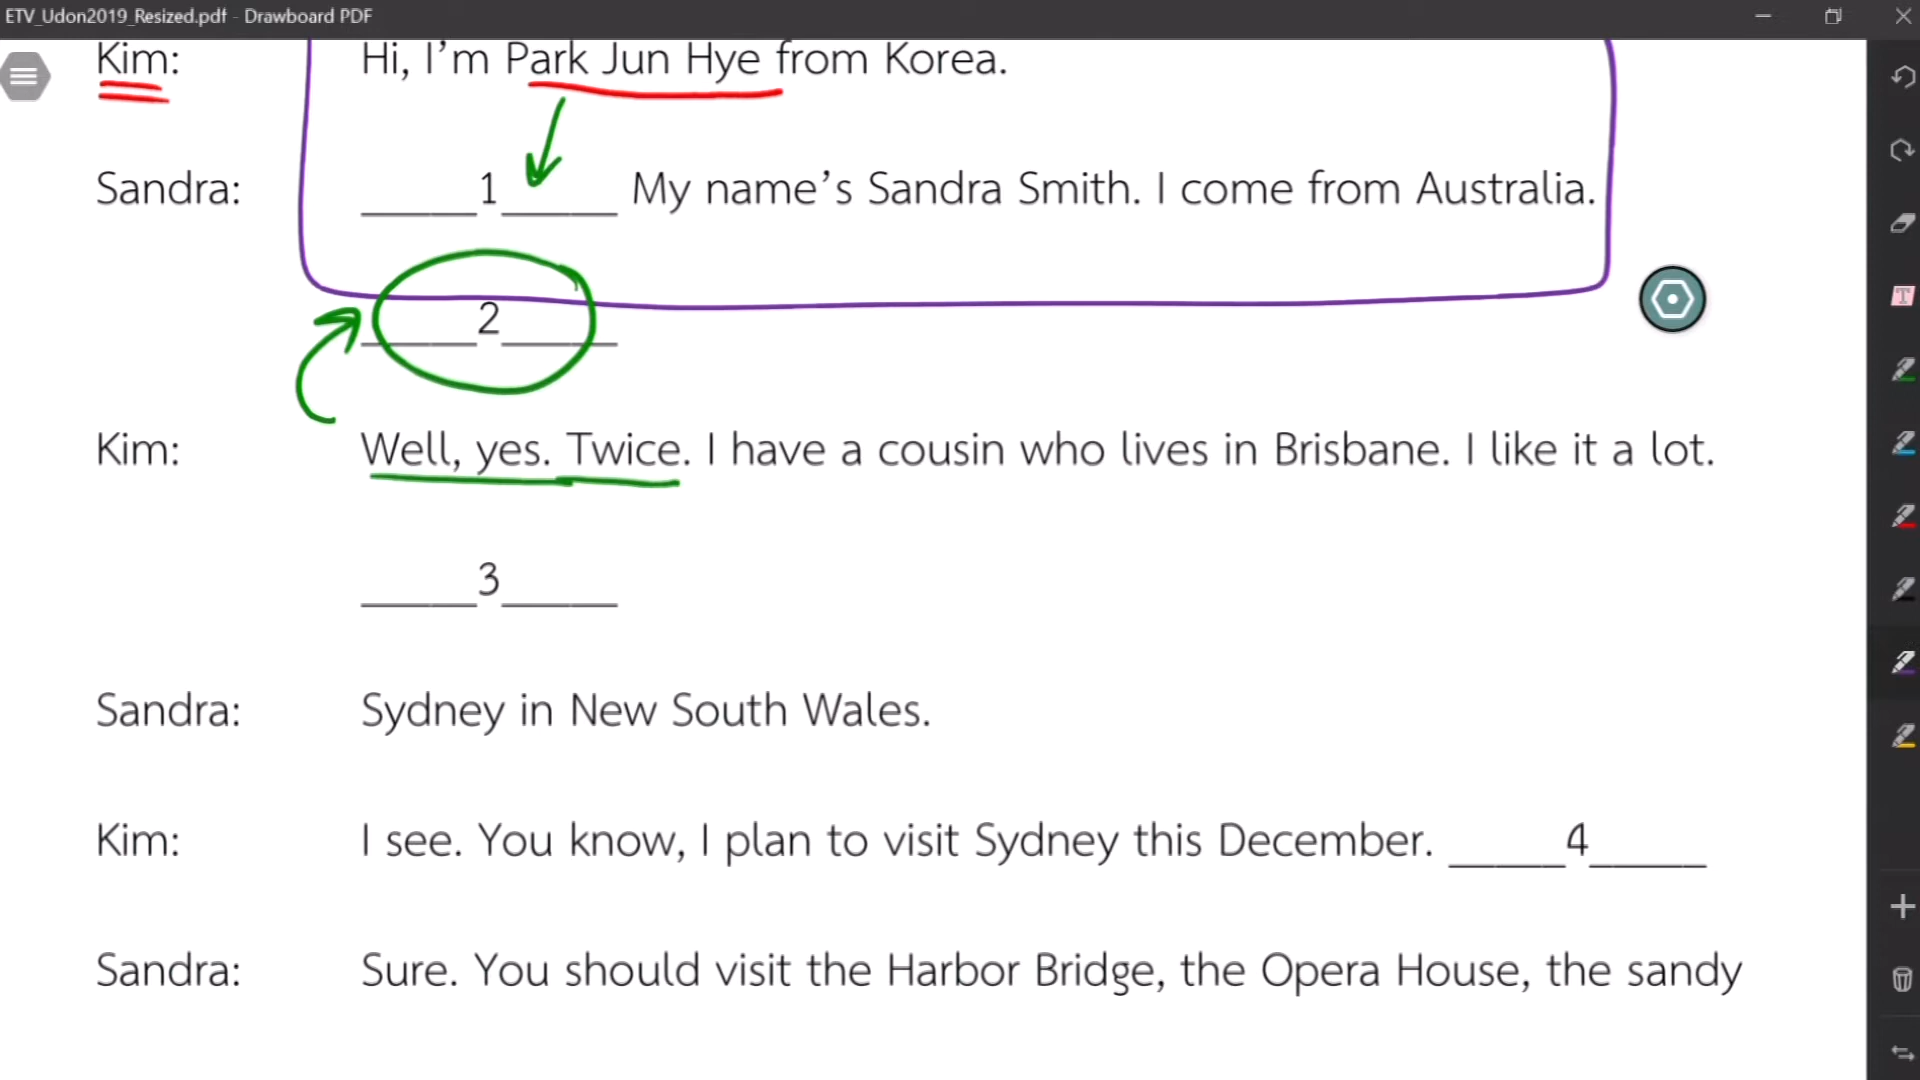 ETV_Udon2019_Resized.pdf - Drawboard PDF
Kim: Hi, I'm Park Jun Hye from Korea.
Sandra: _____1_____ My name's Sandra Smith. I come from Australia.
_____2_____
Kim: Well, yes. Twice. I have a cousin who lives in Brisbane. I like it a lot.
_____3_____
Sandra: Sydney in New South Wales.
Kim: I see. You know, I plan to visit Sydney this December. _____4_____
Sandra: Sure. You should visit the Harbor Bridge, the Opera House, the sandy